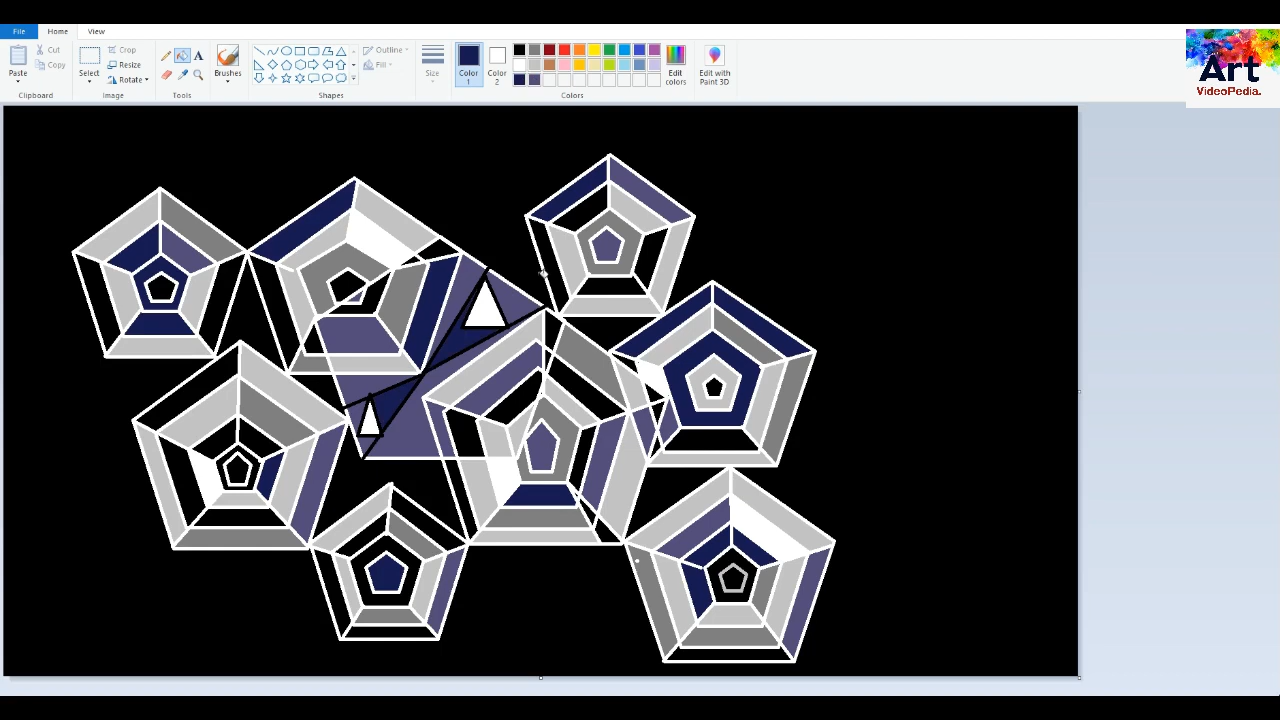 File Home View
Paste
Cut
Copy
Clipboard
Select
Crop
Resize
Rotate
Image
Tools
Brushes
Shapes
Outline
Fill
Size
Color
1
Color
2
Edit
colors
Colors
Edit with
Paint 3D
Art
VideoPedia.